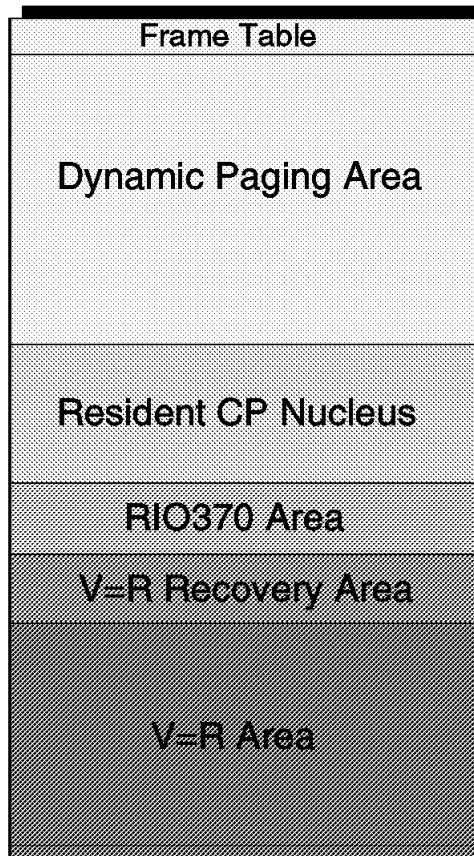 Frame Table
Dynamic Paging Area
Resident CP Nucleus
RIO370 Area
V=R Recovery Area
V=R Area